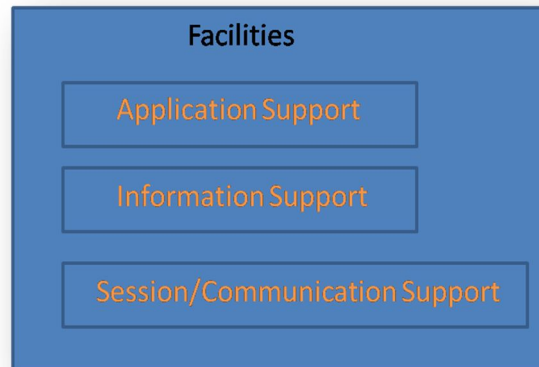 Facilities
Application Support
Information Support
Session/Communication Support